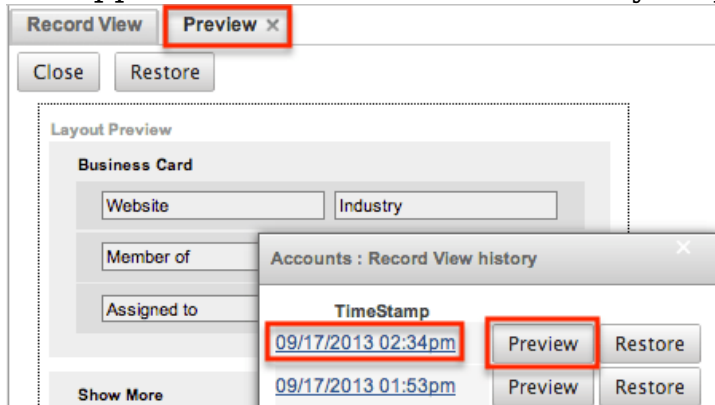 Record View Preview ×
Close Restore
Layout Preview
Business Card
Website Industry
Member of
Assigned to
Show More
Accounts : Record View history
TimeStamp
09/17/2013 02:34pm Preview Restore
09/17/2013 01:53pm Preview Restore